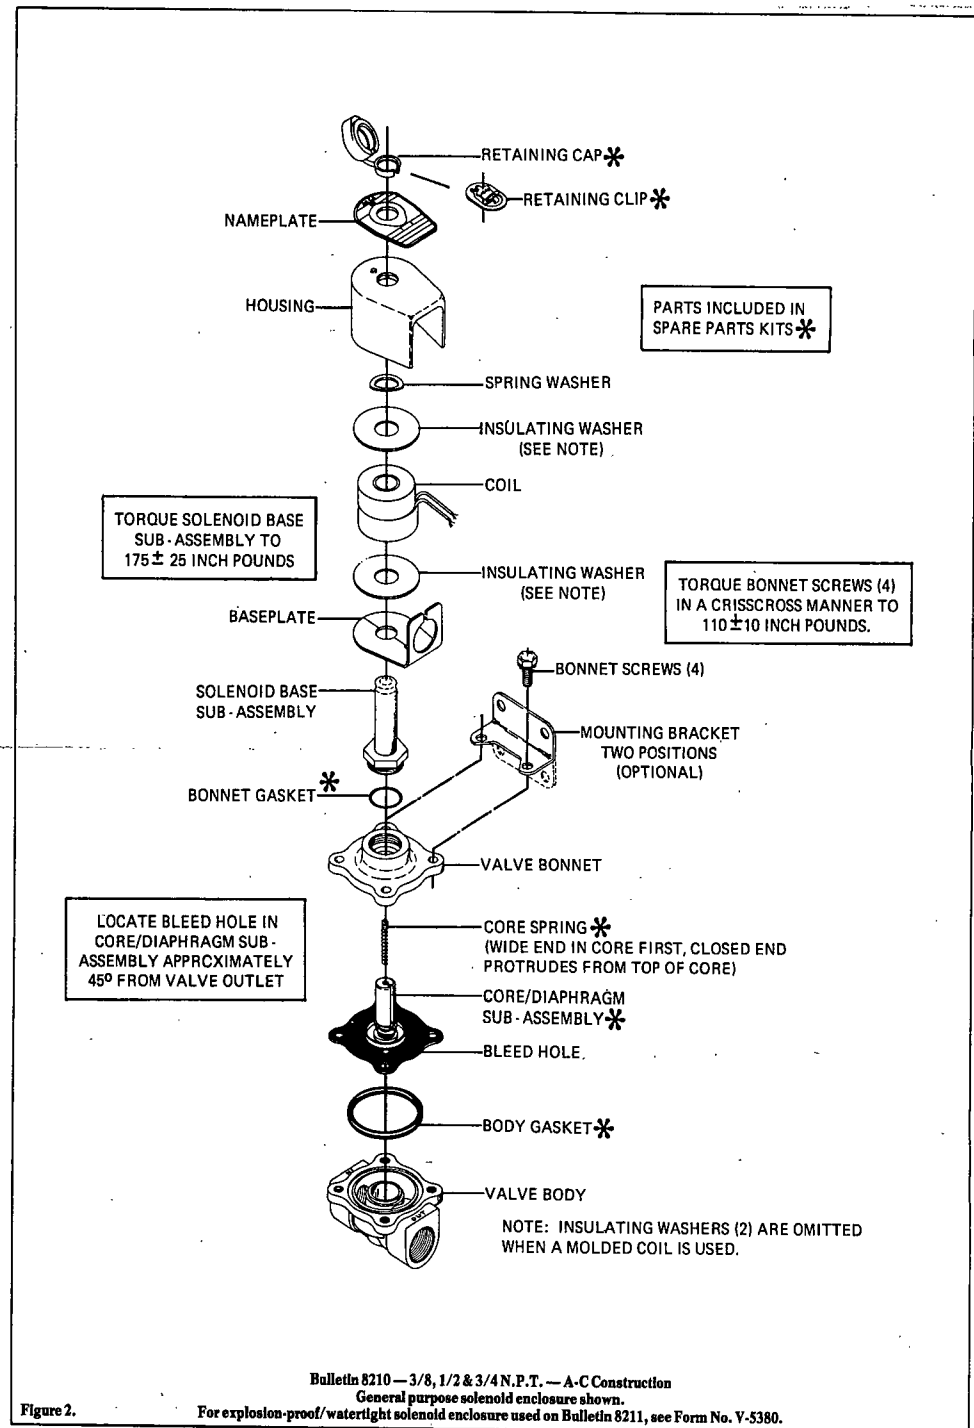 RETAINING CAP*
RETAINING CLIP*
NAMEPLATE
HOUSING
PARTS INCLUDED IN
SPARE PARTS KITS*
SPRING WASHER
INSULATING WASHER
(SEE NOTE)
COIL
TORQUE SOLENOID BASE
SUB-ASSEMBLY TO
175± 25 INCH POUNDS
INSULATING WASHER
(SEE NOTE)
TORQUE BONNET SCREWS (4)
IN A CRISSCROSS MANNER TO
110±10 INCH POUNDS.
BASEPLATE
BONNET SCREWS (4)
SOLENOID BASE
SUB-ASSEMBLY
MOUNTING BRACKET
TWO POSITIONS
(OPTIONAL)
BONNET GASKET*
VALVE BONNET
LOCATE BLEED HOLE IN
CORE/DIAPHRAGM SUB-
ASSEMBLY APPROXIMATELY
45° FROM VALVE OUTLET
CORE SPRING*
(WIDE END IN CORE FIRST, CLOSED END
PROTRUDES FROM TOP OF CORE)
CORE/DIAPHRAGM
SUB-ASSEMBLY*
BLEED HOLE
BODY GASKET*
VALVE BODY
OUT
NOTE: INSULATING WASHERS (2) ARE OMITTED
WHEN A MOLDED COIL IS USED.
Bulletin 8210 — 3/8, 1/2 & 3/4 N.P.T. — A-C Construction
General purpose solenoid enclosure shown.
Figure 2. For explosion-proof/watertight solenoid enclosure used on Bulletin 8211, see Form No. V-5380.